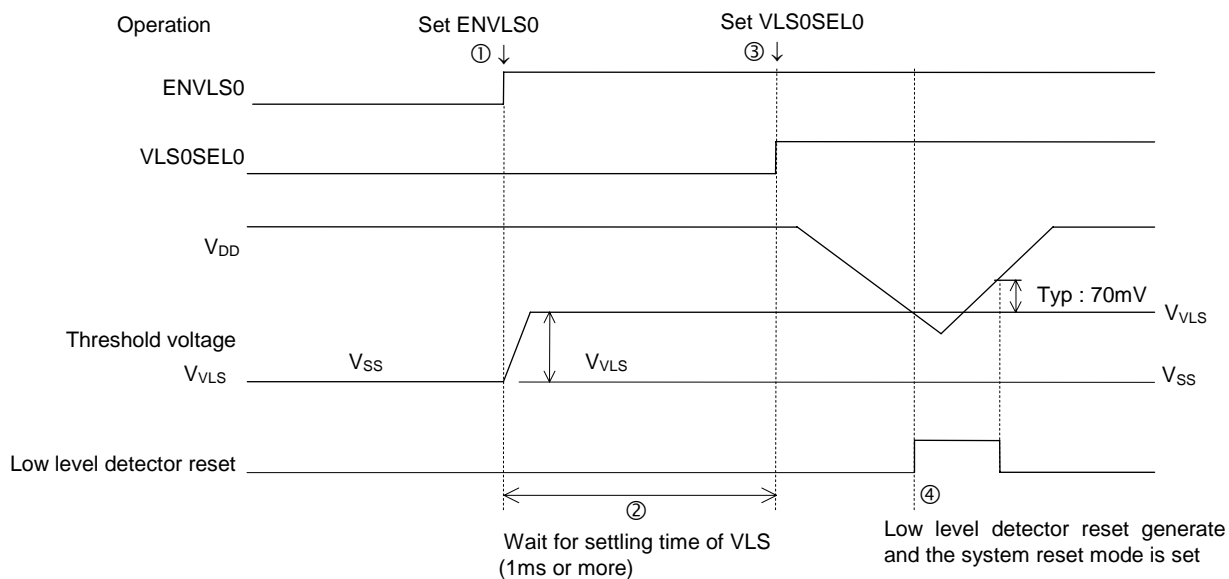 Operation
Set ENVLS0
Set VLS0SEL0
① ↓
③ ↓
ENVLS0
VLS0SEL0
VDD
Typ : 70mV
VVLS
Threshold voltage
VVLS
VSS
VVLS
VSS
Low level detector reset
②
④
Wait for settling time of VLS
(1ms or more)
Low level detector reset generate
and the system reset mode is set